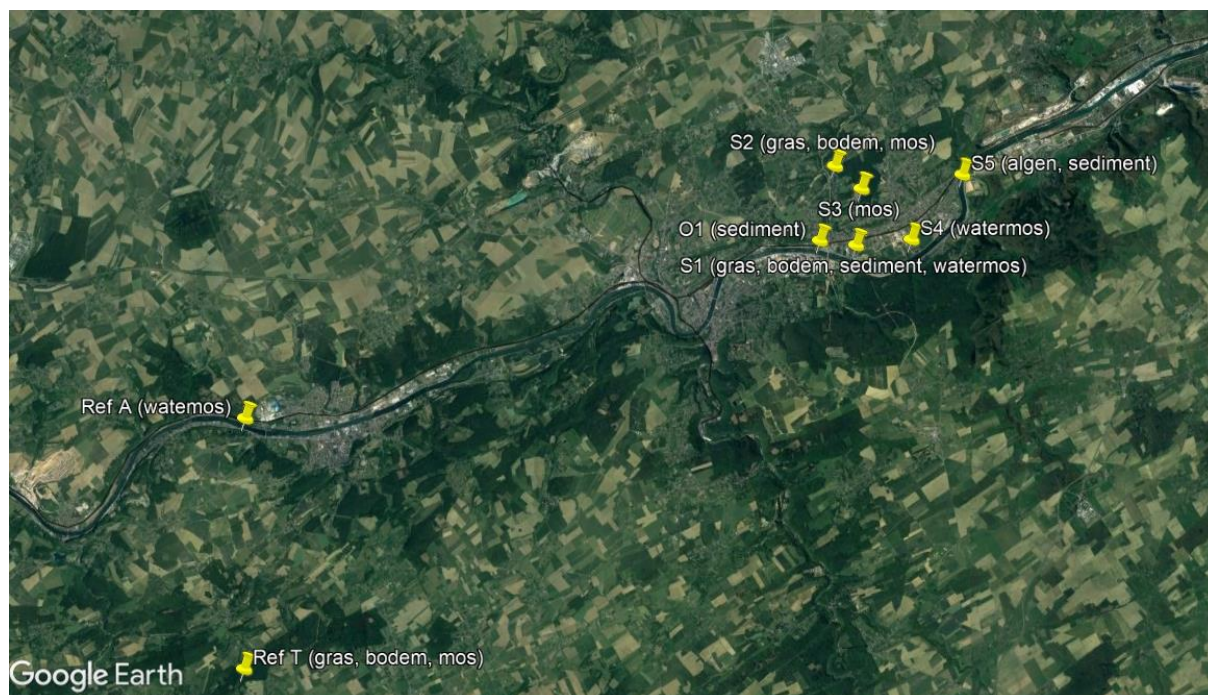 S2 (gras, bodem, mos)
S5 (algen, sediment)
S3 (mos)
O1 (sediment)
S4 (watermos)
S1 (gras, bodem, sediment, watermos)
Ref A (watemos)
Ref T (gras, bodem, mos)
Google Earth